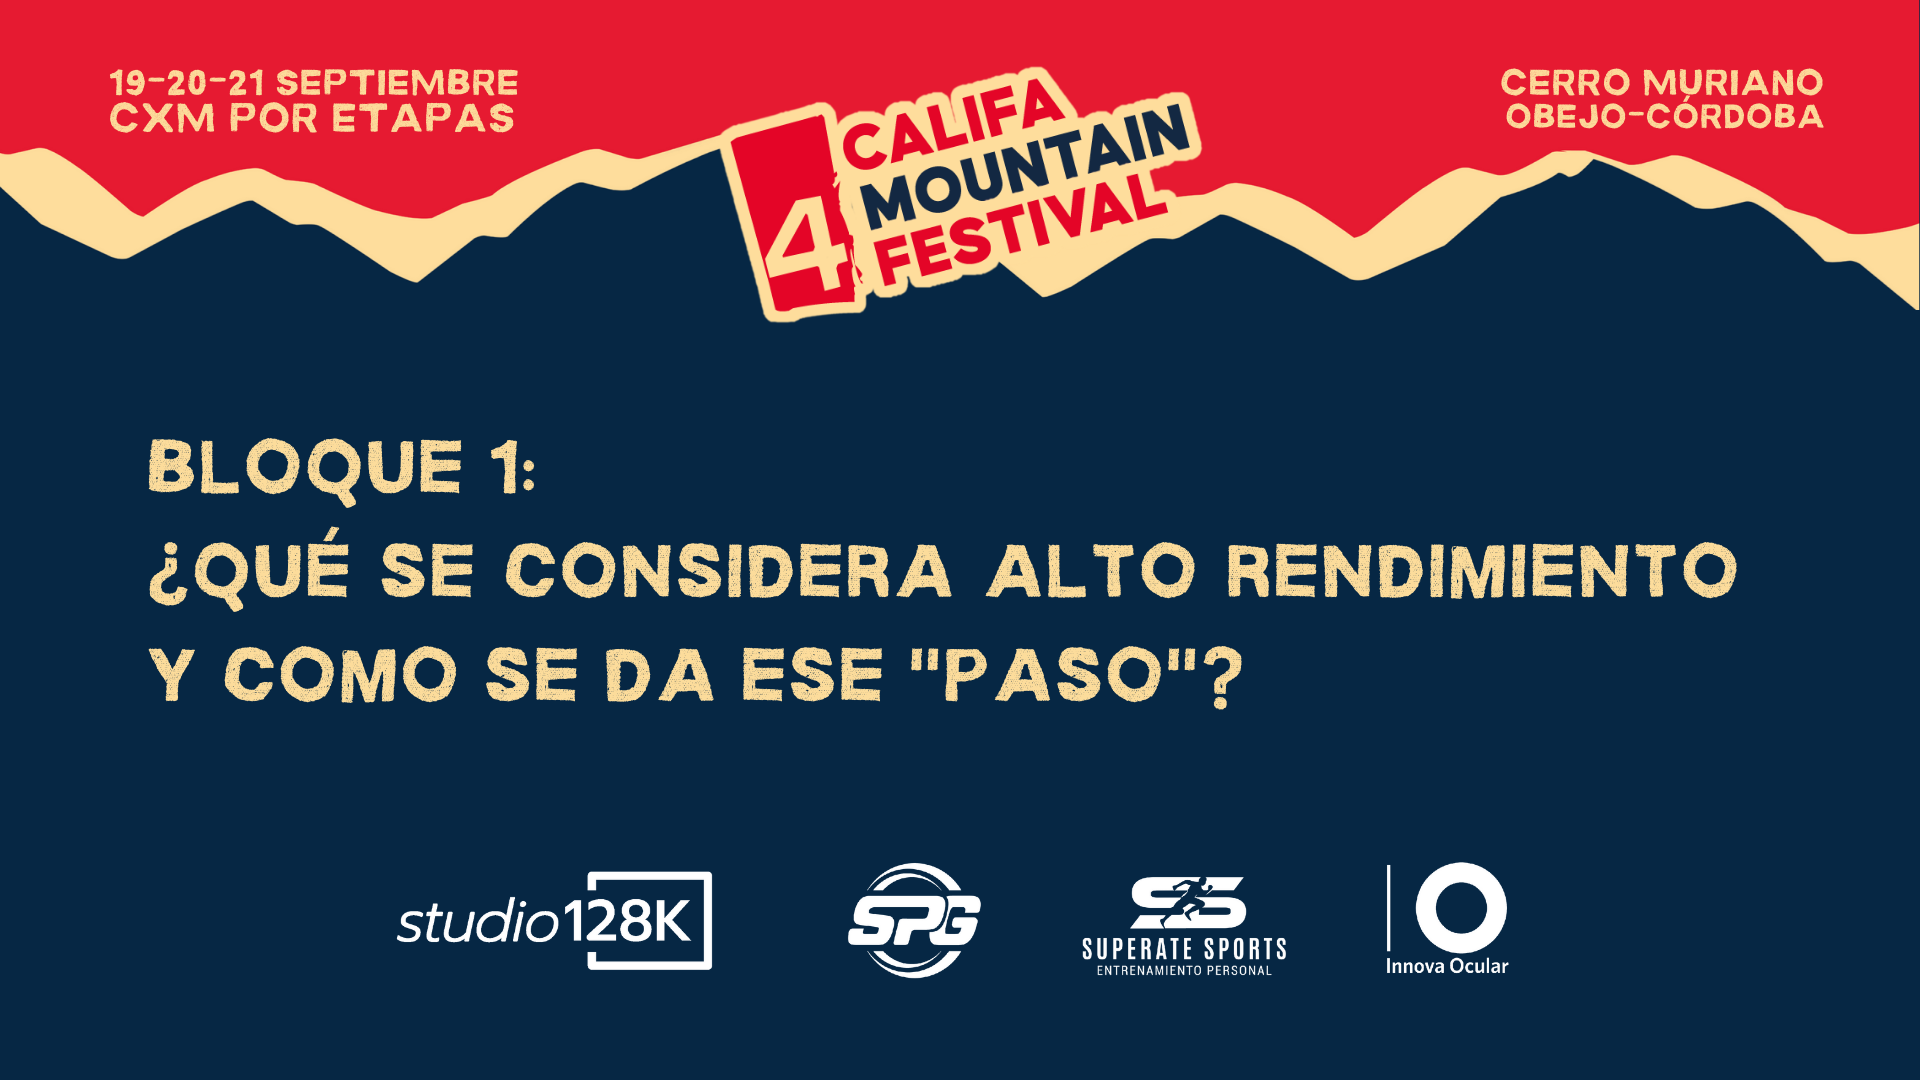 19-20-21 SEPTIEMBRE
CXM POR ETAPAS
4
CALIFA
MOUNTAIN
FESTIVAL
CERRO MURIANO
OBEJO-CÓRDOBA
BLOQUE 1:
¿QUÉ SE CONSIDERA ALTO RENDIMIENTO
Y COMO SE DA ESE "PASO"?
studio128K
SPG
SS
SUPERATE SPORTS
ENTRENAMIENTO PERSONAL
Innova Ocular